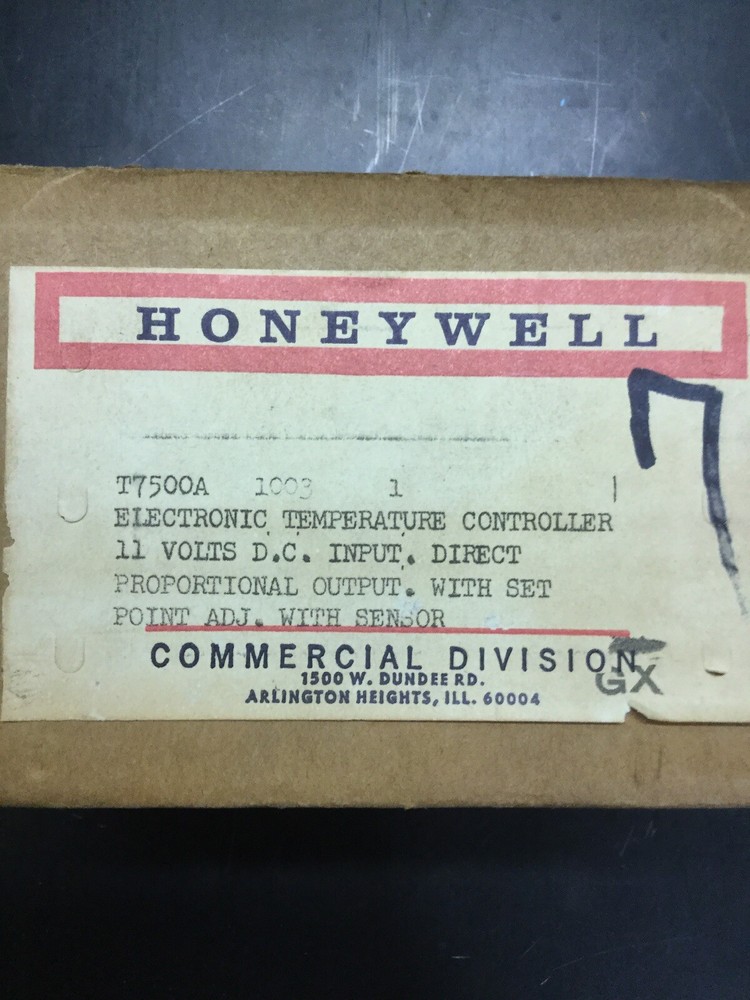 HONEYWELL
7
T7500A 1003 1
ELECTRONIC TEMPERATURE CONTROLLER
11 VOLTS D.C. INPUT. DIRECT
PROPORTIONAL OUTPUT. WITH SET
POINT ADJ. WITH SENSOR
COMMERCIAL DIVISION
1500 W. DUNDEE RD.
ARLINGTON HEIGHTS, ILL. 60004
GX